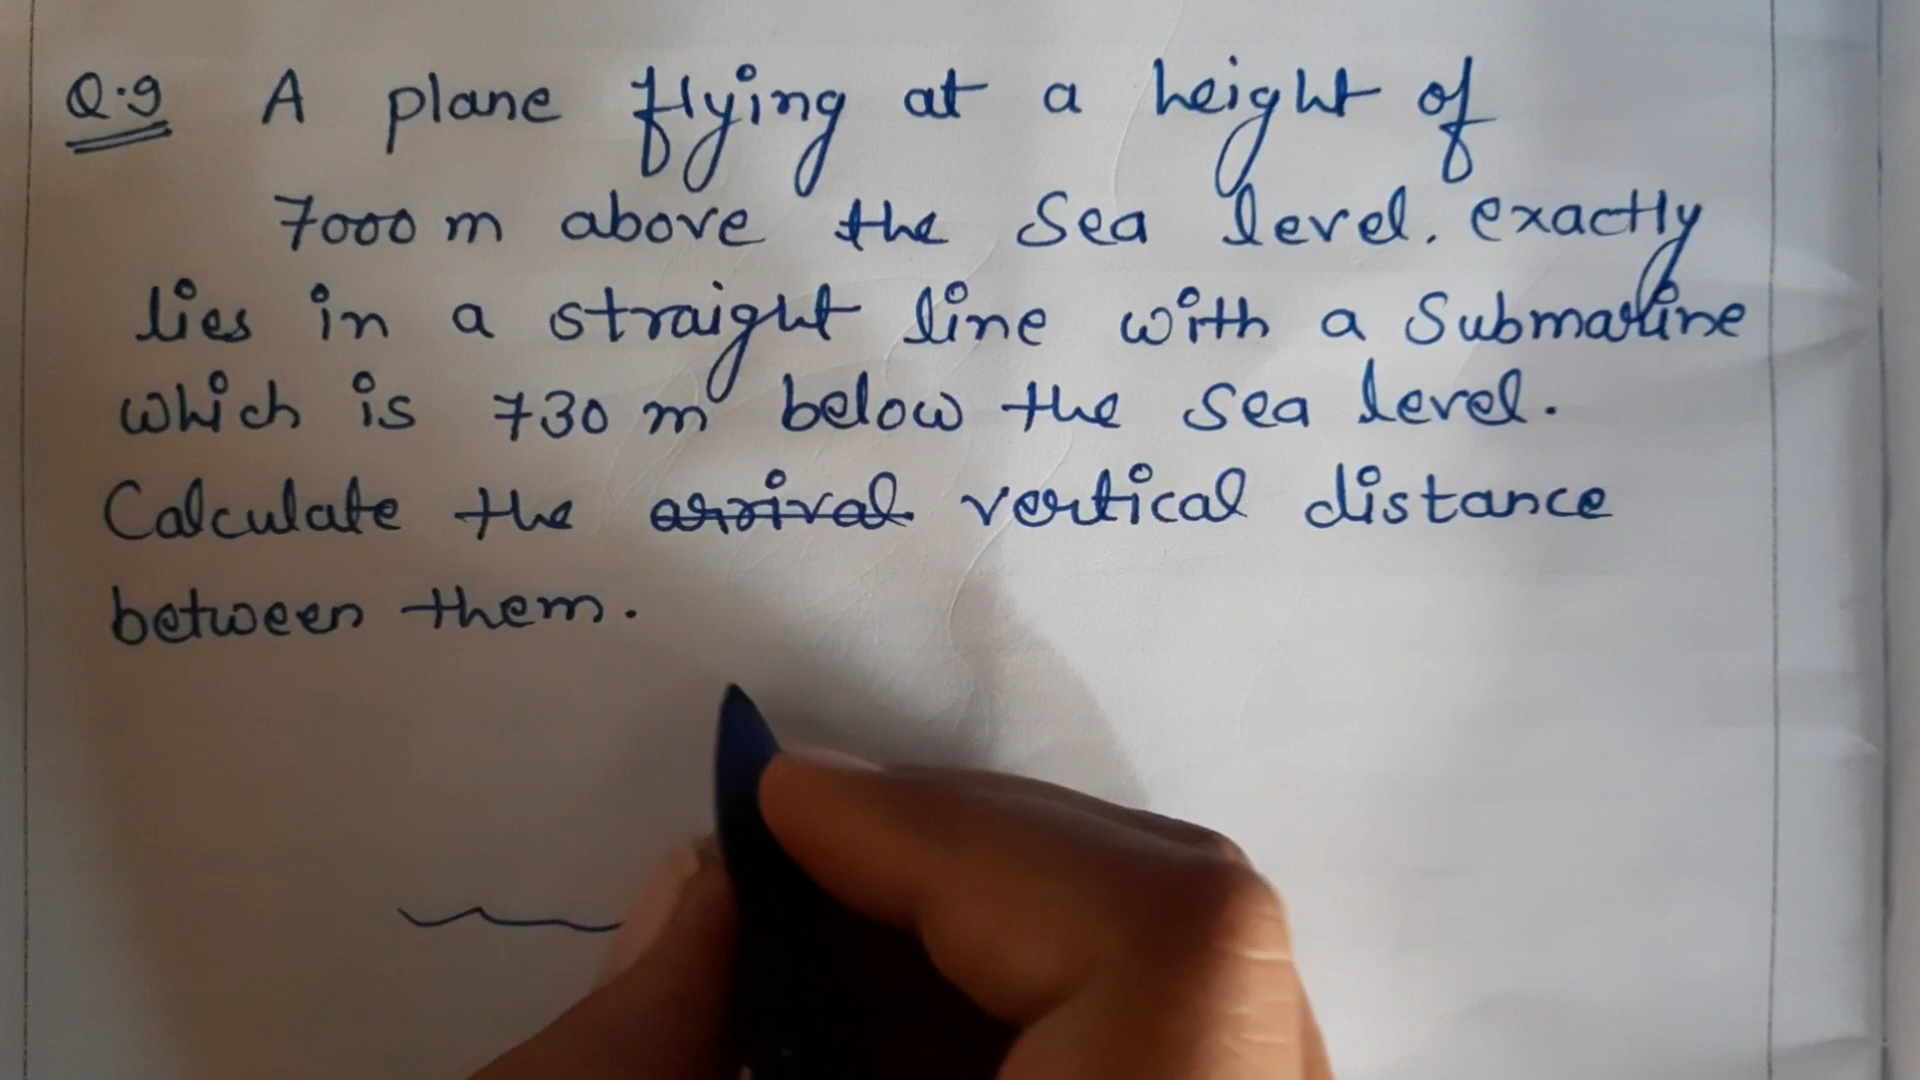 Q.9 A plane flying at a height of
7000 m above the sea level. exactly
lies in a straight line with a Submarine
which is 730 m below the sea level.
Calculate the arrival vertical distance
between them.